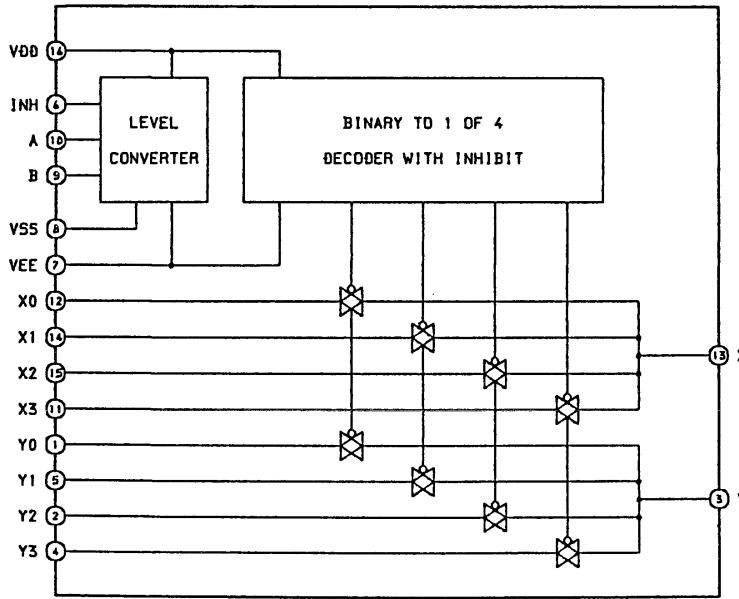 VDD 16
INH 6
A 10
B 9
LEVEL
CONVERTER
BINARY TO 1 OF 4
DECODER WITH INHIBIT
VSS 8
VEE 7
X0 12
X1 14
X2 15
13
X3 11
Y0 1
Y1 5
3
Y2 2
Y3 4